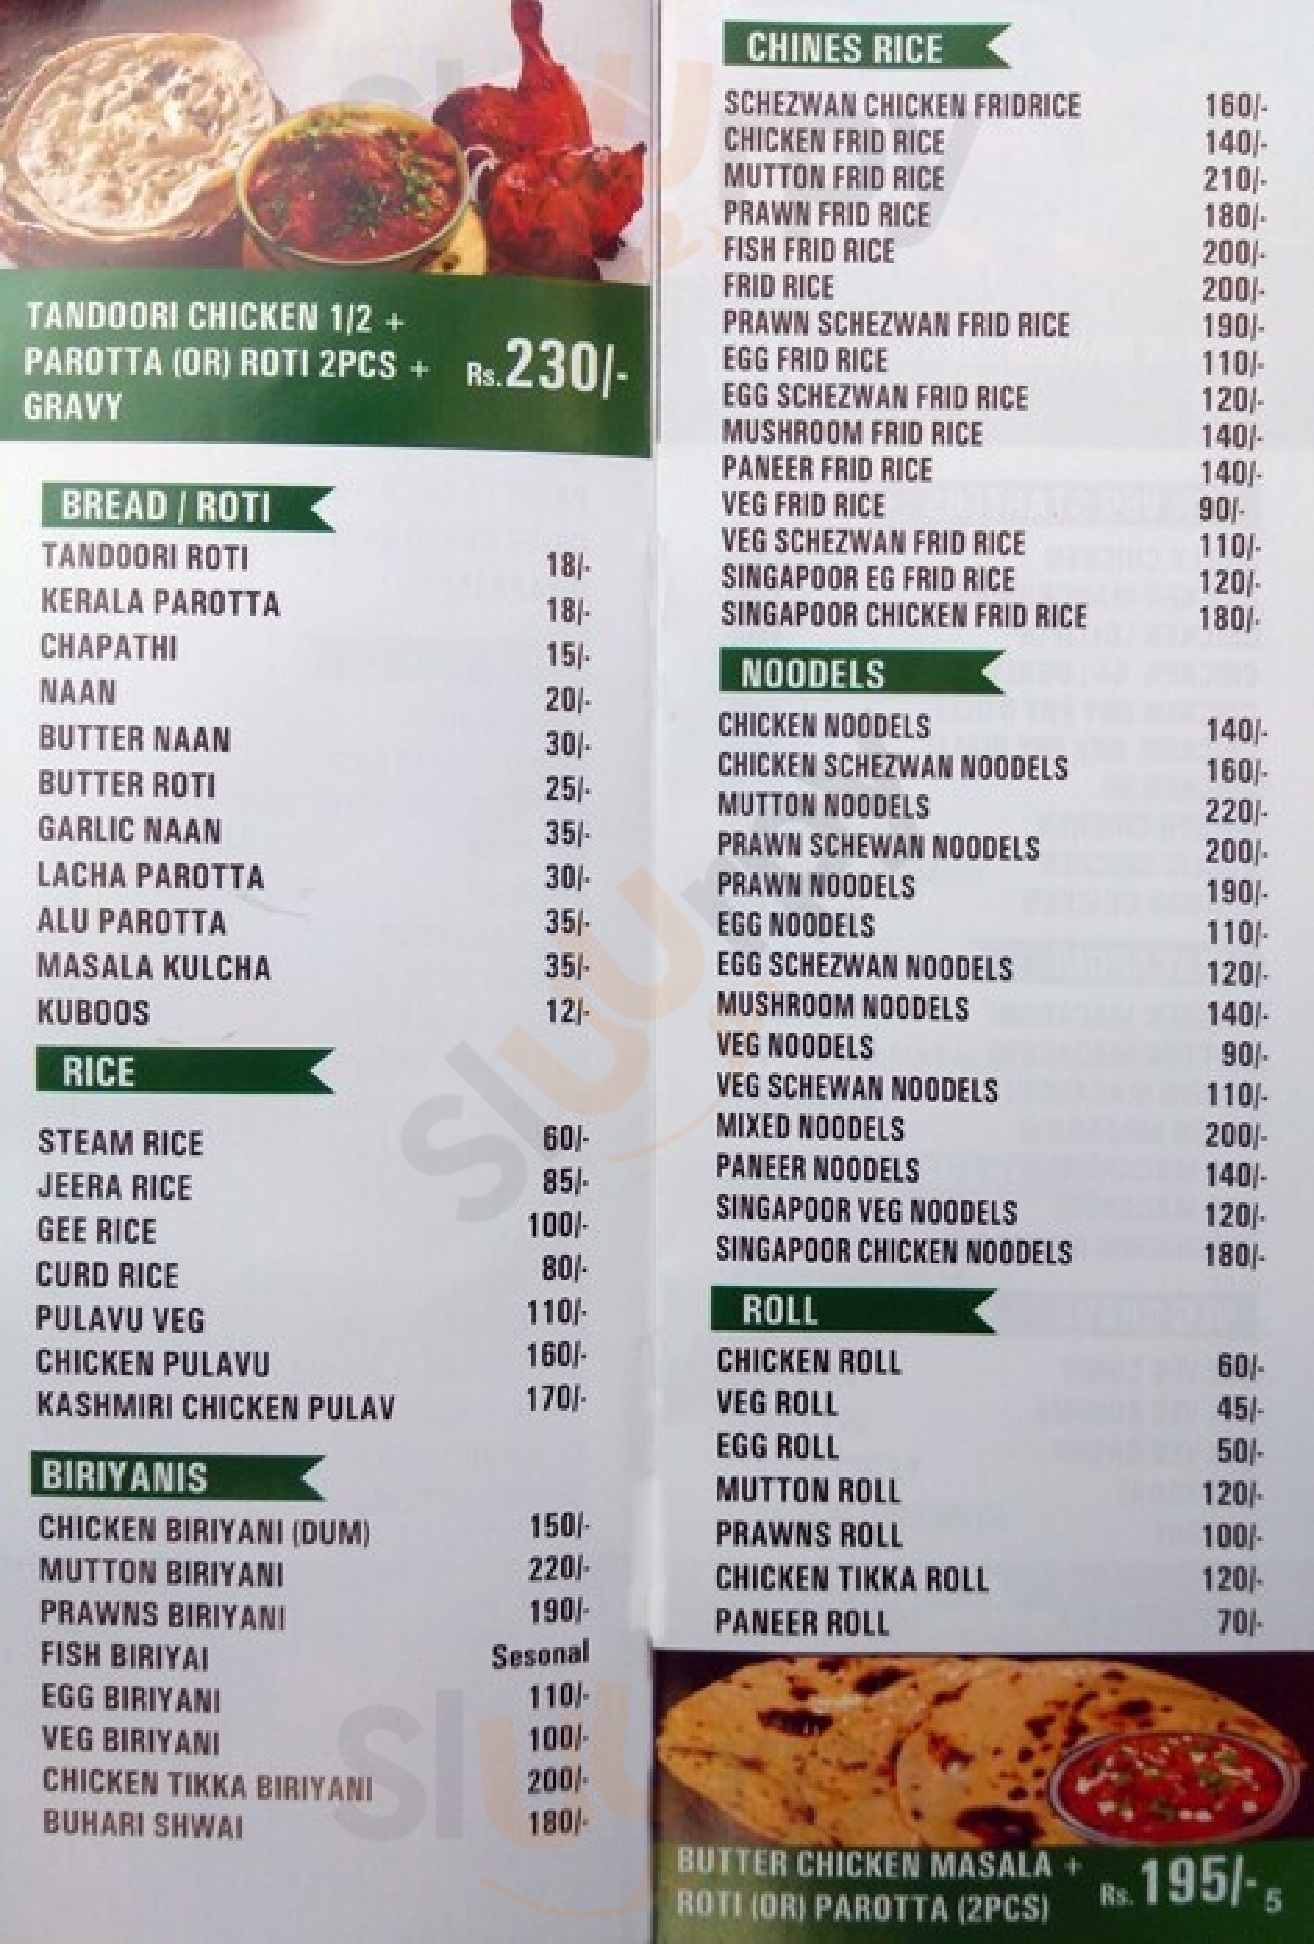 TANDOORI CHICKEN 1/2 +
PAROTTA (OR) ROTI 2PCS + Rs.230/-
GRAVY
BREAD / ROTI
TANDOORI ROTI 18/-
KERALA PAROTTA 18/-
CHAPATHI 15/-
NAAN 20/-
BUTTER NAAN 30/-
BUTTER ROTI 25/-
GARLIC NAAN 35/-
LACHA PAROTTA 30/-
ALU PAROTTA 35/-
MASALA KULCHA 35/-
KUBOOS 12/-
RICE
STEAM RICE 60/-
JEERA RICE 85/-
GEE RICE 100/-
CURD RICE 80/-
PULAVU VEG 110/-
CHICKEN PULAVU 160/-
KASHMIRI CHICKEN PULAV 170/-
BIRIYANIS
CHICKEN BIRIYANI (DUM) 150/-
MUTTON BIRIYANI 220/-
PRAWNS BIRIYANI 190/-
FISH BIRIYAI Sesonal
EGG BIRIYANI 110/-
VEG BIRIYANI 100/-
CHICKEN TIKKA BIRIYANI 200/-
BUHARI SHWAI 180/-
CHINES RICE
SCHEZWAN CHICKEN FRIDRICE 160/-
CHICKEN FRID RICE 140/-
MUTTON FRID RICE 210/-
PRAWN FRID RICE 180/-
FISH FRID RICE 200/-
FRID RICE 200/-
PRAWN SCHEZWAN FRID RICE 190/-
EGG FRID RICE 110/-
EGG SCHEZWAN FRID RICE 120/-
MUSHROOM FRID RICE 140/-
PANEER FRID RICE 140/-
VEG FRID RICE 90/-
VEG SCHEZWAN FRID RICE 110/-
SINGAPOOR EG FRID RICE 120/-
SINGAPOOR CHICKEN FRID RICE 180/-
NOODELS
CHICKEN NOODELS 140/-
CHICKEN SCHEZWAN NOODELS 160/-
MUTTON NOODELS 220/-
PRAWN SCHEWAN NOODELS 200/-
PRAWN NOODELS 190/-
EGG NOODELS 110/-
EGG SCHEZWAN NOODELS 120/-
MUSHROOM NOODELS 140/-
VEG NOODELS 90/-
VEG SCHEWAN NOODELS 110/-
MIXED NOODELS 200/-
PANEER NOODELS 140/-
SINGAPOOR VEG NOODELS 120/-
SINGAPOOR CHICKEN NOODELS 180/-
ROLL
CHICKEN ROLL 60/-
VEG ROLL 45/-
EGG ROLL 50/-
MUTTON ROLL 120/-
PRAWNS ROLL 100/-
CHICKEN TIKKA ROLL 120/-
PANEER ROLL 70/-
BUTTER CHICKEN MASALA +
ROTI (OR) PAROTTA (2PCS) Rs.195/-
5